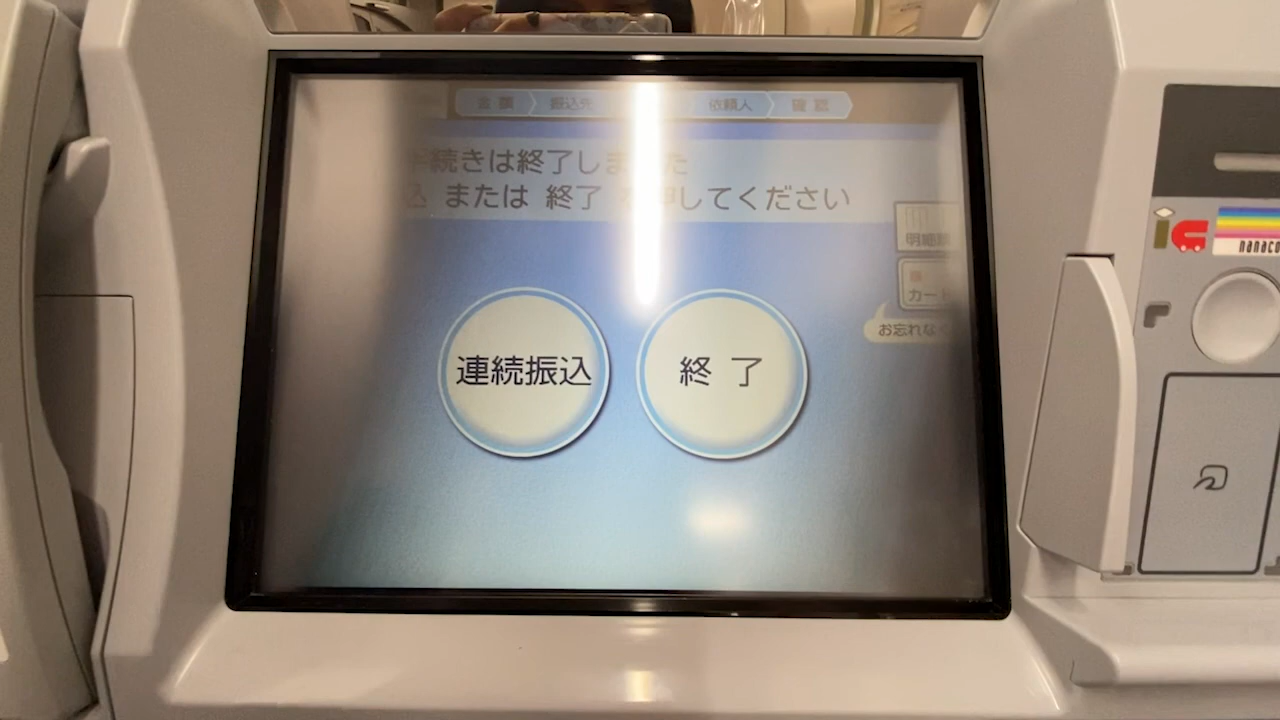 金額 振込先 依頼人 確認
手続きは終了しました
込 または 終了 を押してください
明細票
カード
お忘れなく
連続振込
終了
nanaco